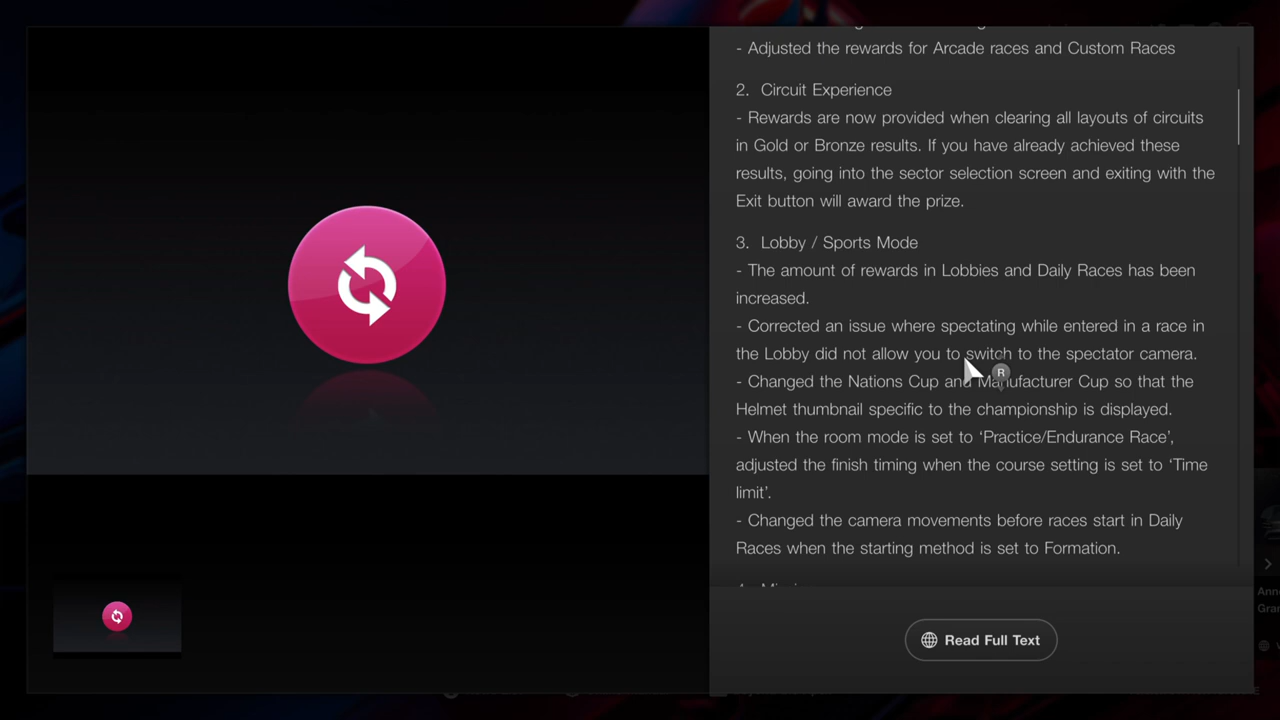 - Adjusted the rewards for Arcade races and Custom Races
2. Circuit Experience
- Rewards are now provided when clearing all layouts of circuits
in Gold or Bronze results. If you have already achieved these
results, going into the sector selection screen and exiting with the
Exit button will award the prize.
3. Lobby / Sports Mode
- The amount of rewards in Lobbies and Daily Races has been
increased.
- Corrected an issue where spectating while entered in a race in
the Lobby did not allow you to switch to the spectator camera.
R
- Changed the Nations Cup and Manufacturer Cup so that the
Helmet thumbnail specific to the championship is displayed.
- When the room mode is set to ‘Practice/Endurance Race’,
adjusted the finish timing when the course setting is set to ‘Time
limit’.
- Changed the camera movements before races start in Daily
Races when the starting method is set to Formation.
Read Full Text